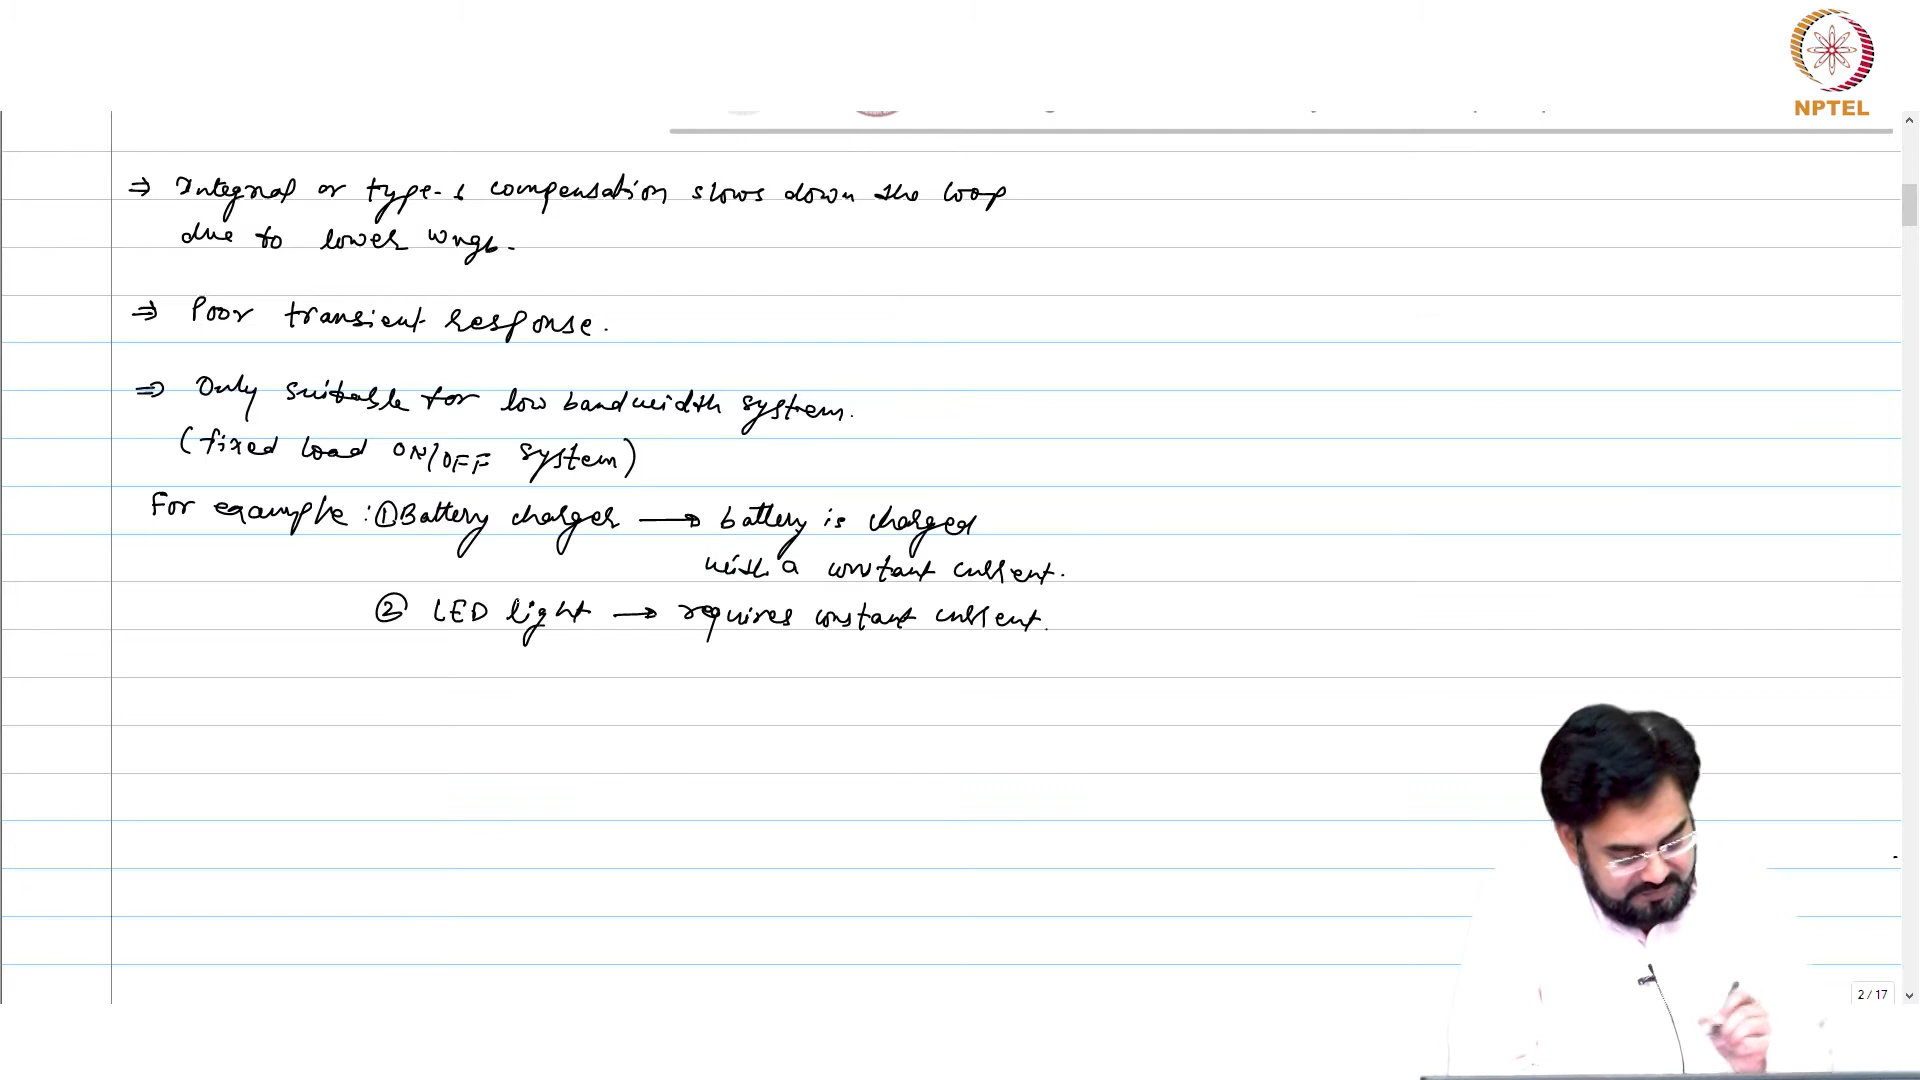 NPTEL
⇒ Integral or type-1 compensation slows down the loop
due to lower ωugb.
⇒ Poor transient response.
⇒ Only suitable for low bandwidth system.
(fixed load ON/OFF system)
For example : ① Battery charger → battery is charged
with a constant current.
② LED light → requires constant current.
2 / 17